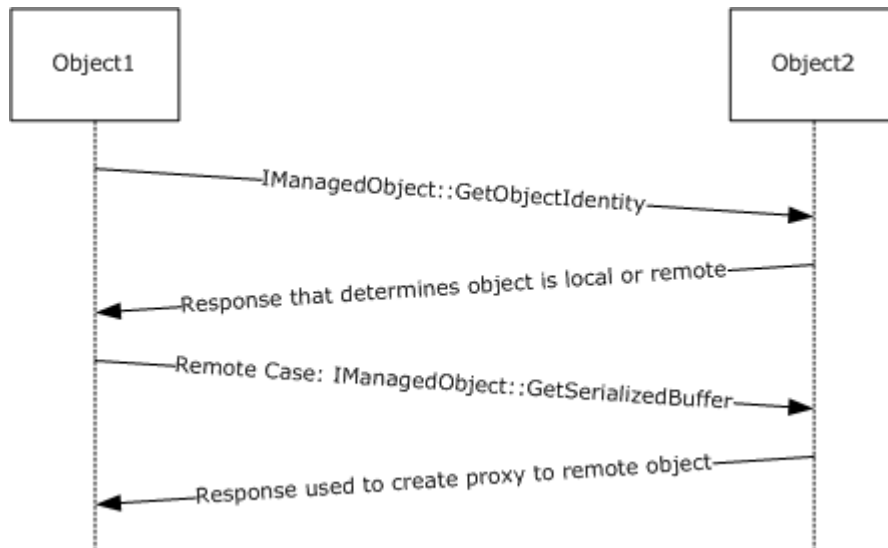 Object1
Object2
IManagedObject::GetObjectIdentity
Response that determines object is local or remote
Remote Case: IManagedObject::GetSerializedBuffer
Response used to create proxy to remote object